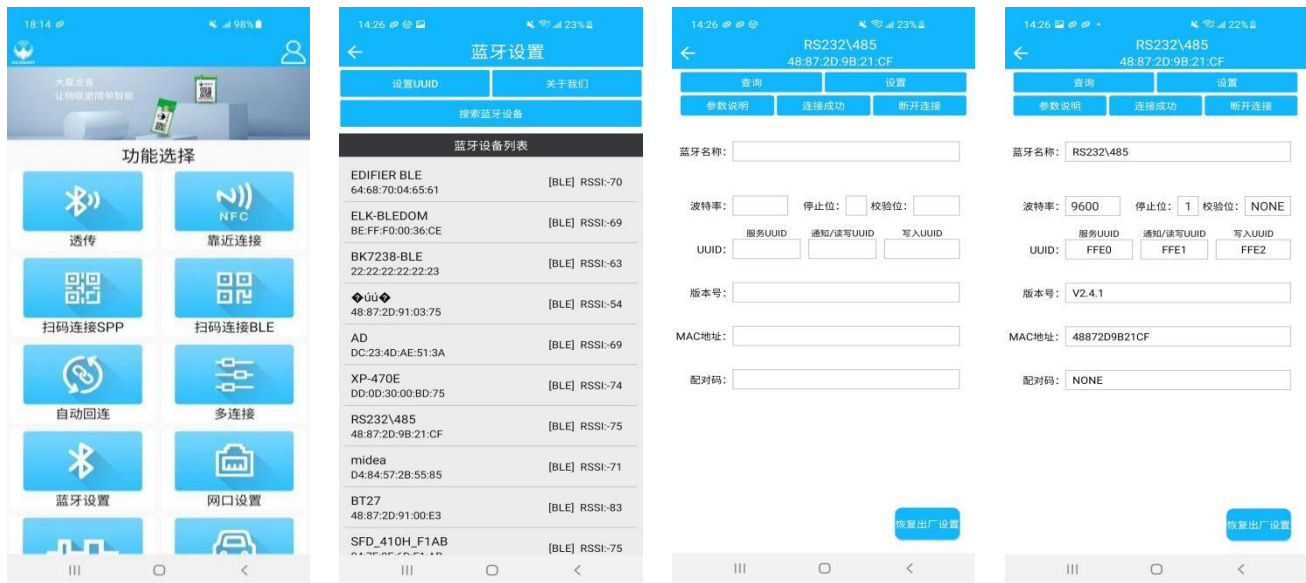 18:14
98%
DX-SMART
大夏龙雀
让物联更简单智能
功能选择
透传
NFC
靠近连接
扫码连接SPP
扫码连接BLE
自动回连
多连接
蓝牙设置
网口设置
14:26
23%
蓝牙设置
设置UUID
关于我们
搜索蓝牙设备
蓝牙设备列表
EDIFIER BLE
64:68:70:04:65:61
[BLE] RSSI:-70
ELK-BLEDOM
BE:FF:F0:00:36:CE
[BLE] RSSI:-69
BK7238-BLE
22:22:22:22:22:23
[BLE] RSSI:-63
�úú�
48:87:2D:91:03:75
[BLE] RSSI:-54
AD
DC:23:4D:AE:51:3A
[BLE] RSSI:-69
XP-470E
DD:0D:30:00:BD:75
[BLE] RSSI:-74
RS232\485
48:87:2D:9B:21:CF
[BLE] RSSI:-75
midea
D4:84:57:2B:55:85
[BLE] RSSI:-71
BT27
48:87:2D:91:00:E3
[BLE] RSSI:-83
SFD_410H_F1AB
[BLE] RSSI:-75
14:26
23%
RS232\485
48:87:2D:9B:21:CF
查询
设置
参数说明
连接成功
断开连接
蓝牙名称:
波特率:
停止位:
校验位:
服务UUID
通知/读写UUID
写入UUID
UUID:
版本号:
MAC地址:
配对码:
恢复出厂设置
14:26
22%
RS232\485
48:87:2D:9B:21:CF
查询
设置
参数说明
连接成功
断开连接
蓝牙名称: RS232\485
波特率: 9600 停止位: 1 校验位: NONE
服务UUID
通知/读写UUID
写入UUID
UUID: FFE0 FFE1 FFE2
版本号: V2.4.1
MAC地址: 48872D9B21CF
配对码: NONE
恢复出厂设置